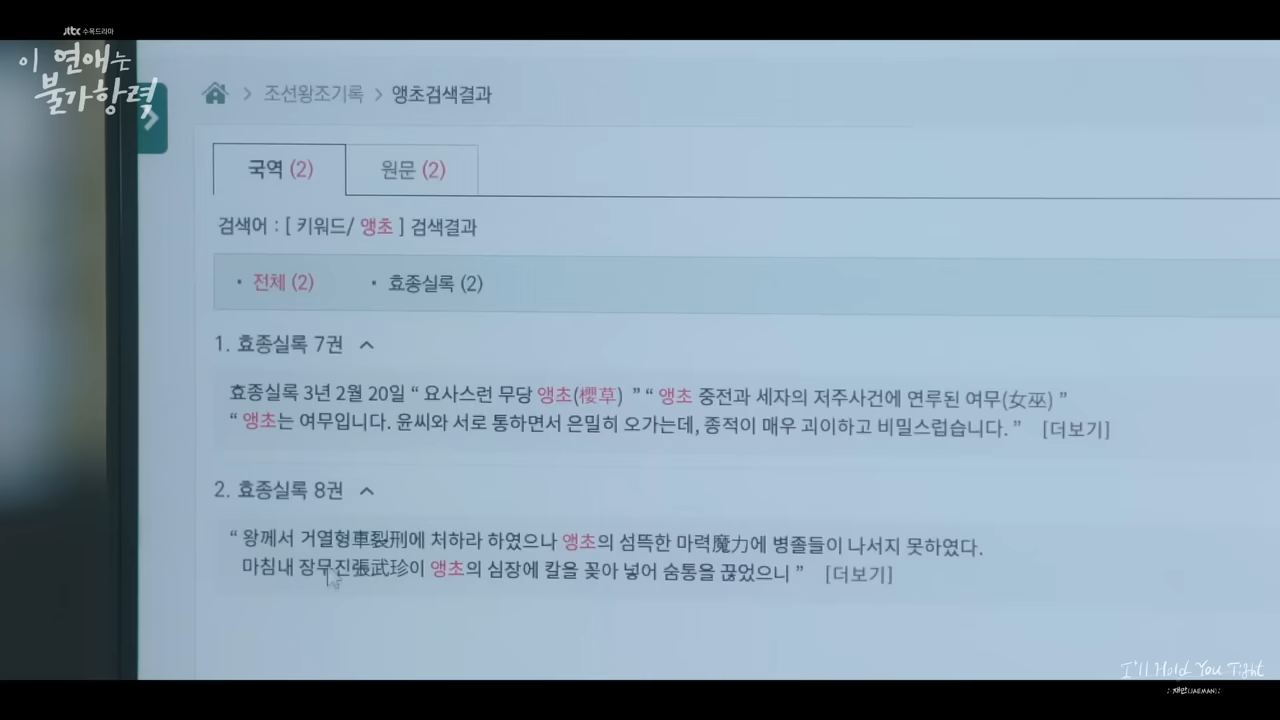 jtbc 수목드라마
이 연애는
불가항력
조선왕조기록 > 앵초검색결과
국역 (2) 원문 (2)
검색어 : [ 키워드/ 앵초 ] 검색결과
· 전체 (2) · 효종실록 (2)
1. 효종실록 7권
효종실록 3년 2월 20일 “ 요사스런 무당 앵초(櫻草) ” “ 앵초 중전과 세자의 저주사건에 연루된 여무(女巫) ”
“ 앵초는 여무입니다. 윤씨와 서로 통하면서 은밀히 오가는데, 종적이 매우 괴이하고 비밀스럽습니다. ” [더보기]
2. 효종실록 8권
“ 왕께서 거열형車裂刑에 처하라 하였으나 앵초의 섬뜩한 마력魔力에 병졸들이 나서지 못하였다.
마침내 장무진張武珍이 앵초의 심장에 칼을 꽂아 넣어 숨통을 끊었으니 ” [더보기]
I'll Hold You Tight
: 재만(JAEMAN) :